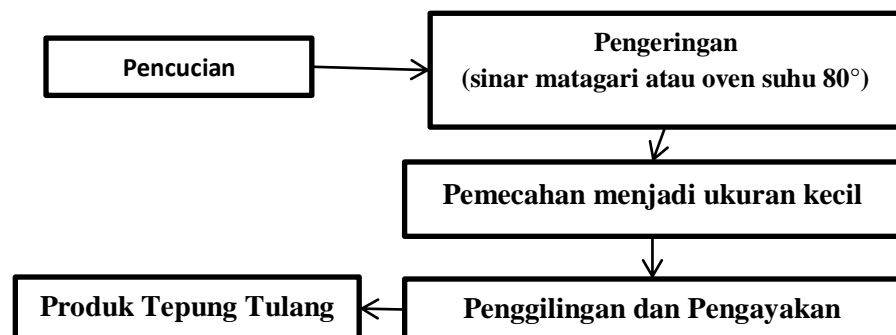 Pencucian
Pengeringan
(sinar matagari atau oven suhu 80°)
Pemecahan menjadi ukuran kecil
Penggilingan dan Pengayakan
Produk Tepung Tulang